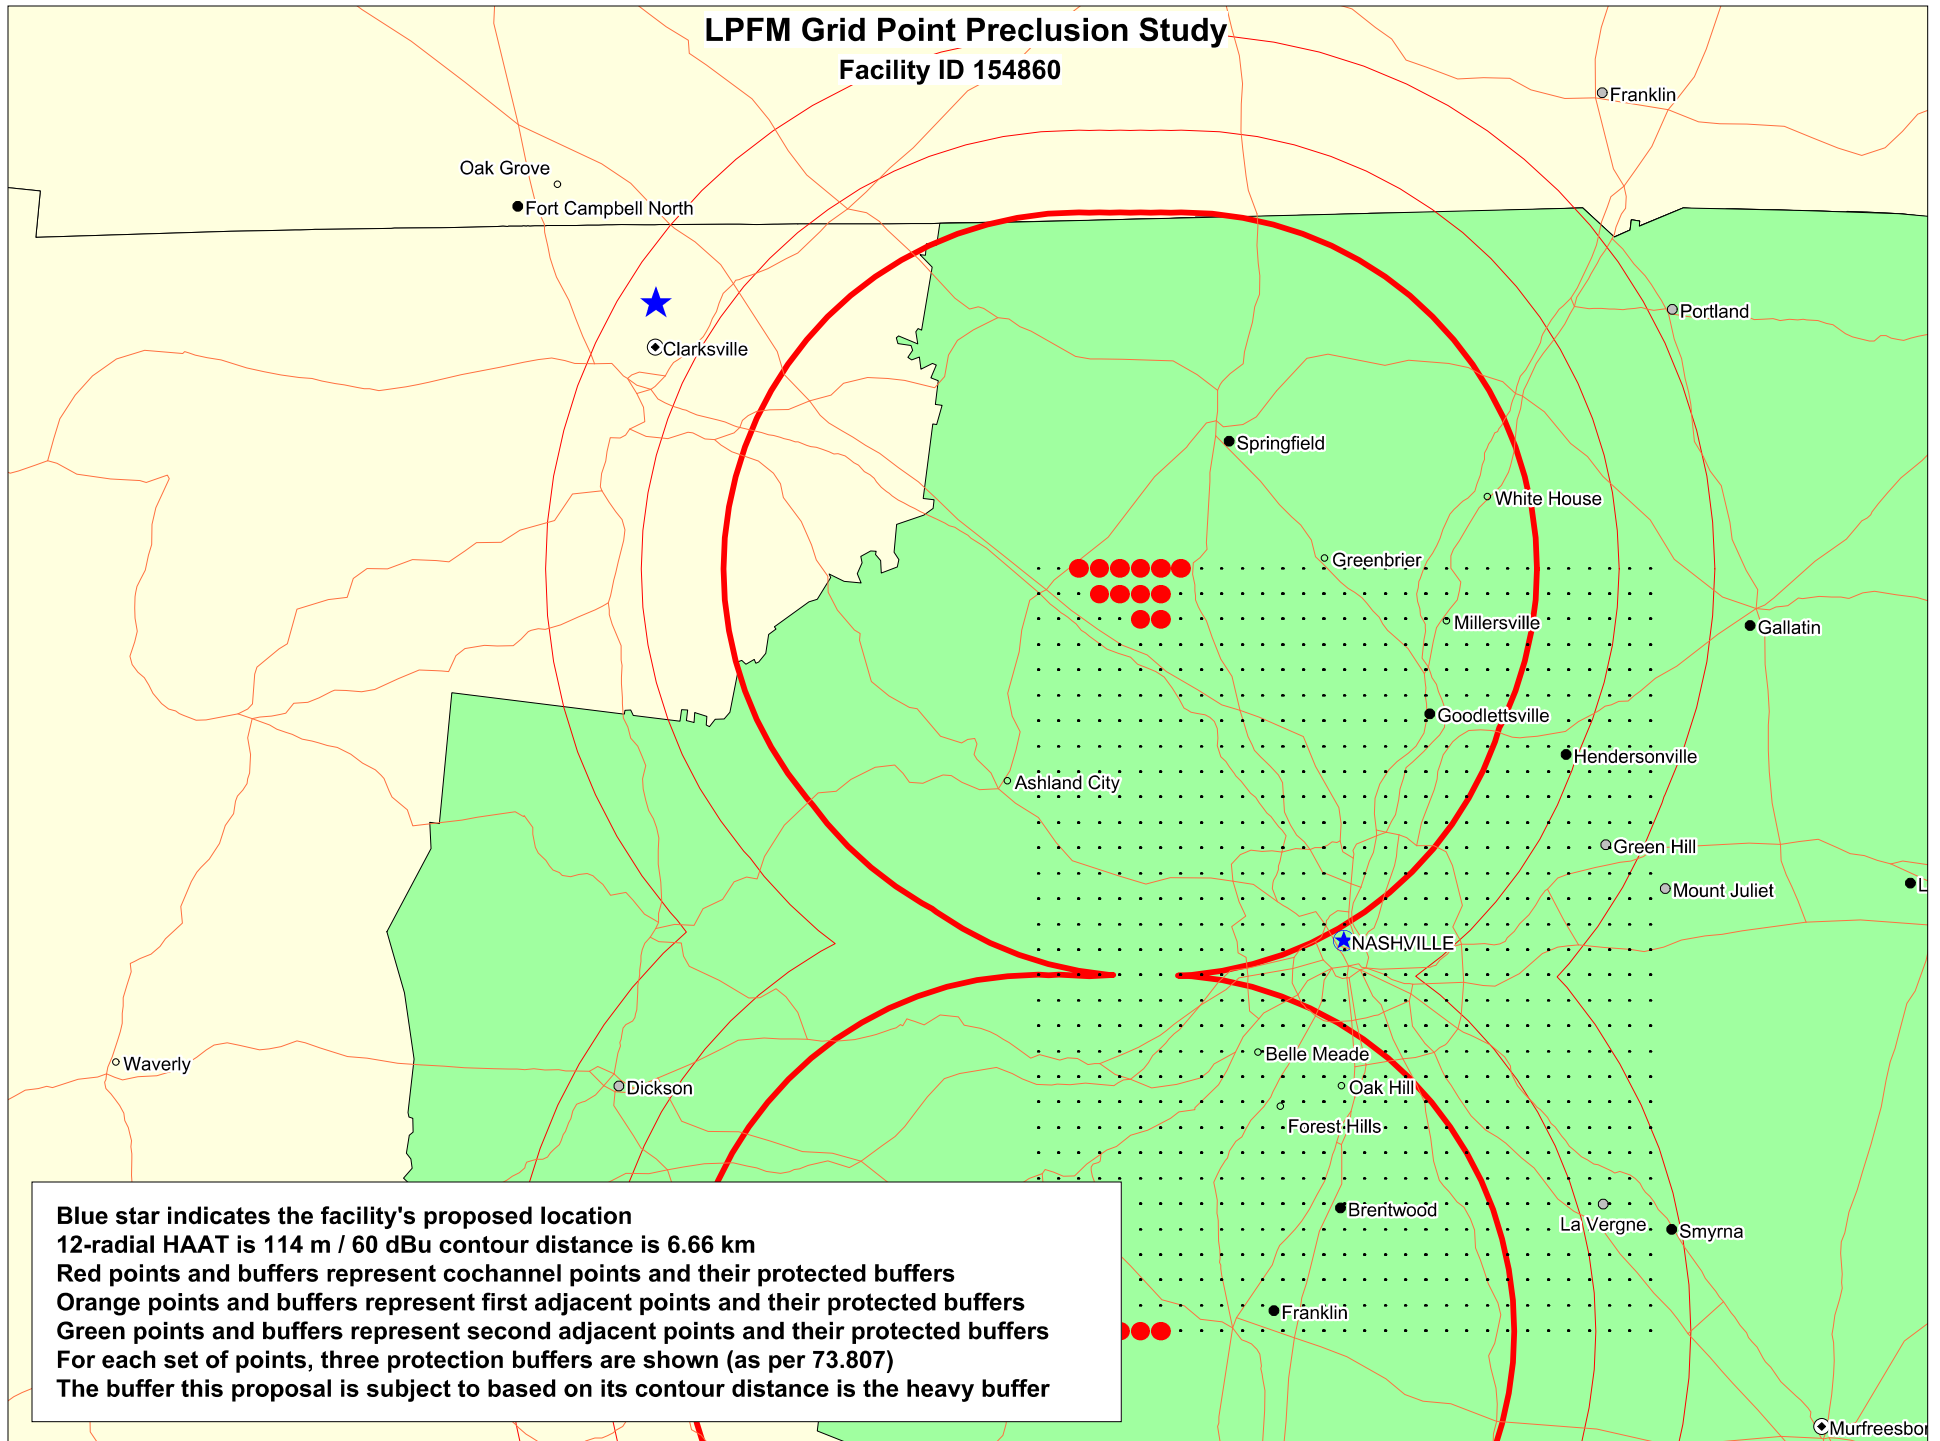 LPFM Grid Point Preclusion Study
Facility ID 154860
Franklin
Oak Grove
Fort Campbell North
Portland
Clarksville
Springfield
White House
Greenbrier
Millersville
Gallatin
Goodlettsville
Hendersonville
Ashland City
Green Hill
Mount Juliet
L
NASHVILLE
Belle Meade
Waverly
Dickson
Oak Hill
Forest Hills
Brentwood
La Vergne
Smyrna
Franklin
Murfreesbor
Blue star indicates the facility's proposed location
12-radial HAAT is 114 m / 60 dBu contour distance is 6.66 km
Red points and buffers represent cochannel points and their protected buffers
Orange points and buffers represent first adjacent points and their protected buffers
Green points and buffers represent second adjacent points and their protected buffers
For each set of points, three protection buffers are shown (as per 73.807)
The buffer this proposal is subject to based on its contour distance is the heavy buffer